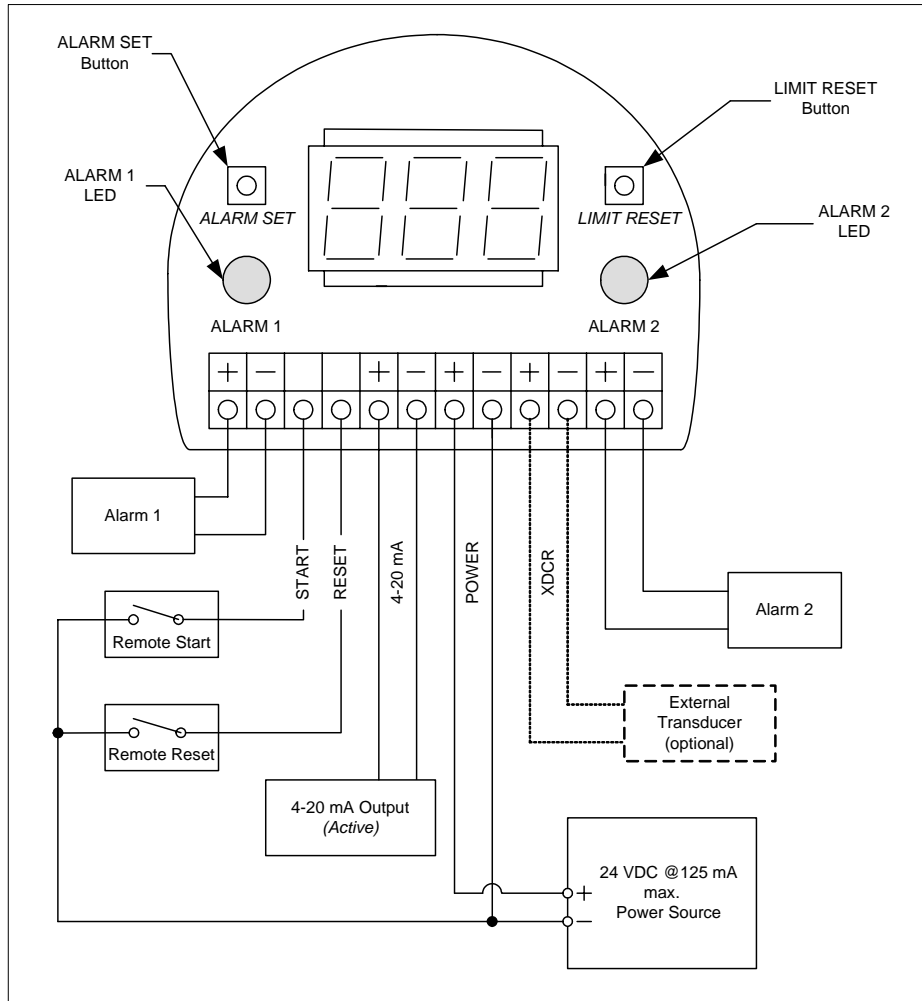 ALARM SET
Button
LIMIT RESET
Button
ALARM 1
LED
ALARM SET
LIMIT RESET
ALARM 2
LED
ALARM 1
ALARM 2
+ − + − + − + − + −
Alarm 1
START
RESET
4-20 mA
POWER
XDCR
Alarm 2
Remote Start
External
Transducer
(optional)
Remote Reset
4-20 mA Output
(Active)
24 VDC @125 mA
max.
Power Source
+
−